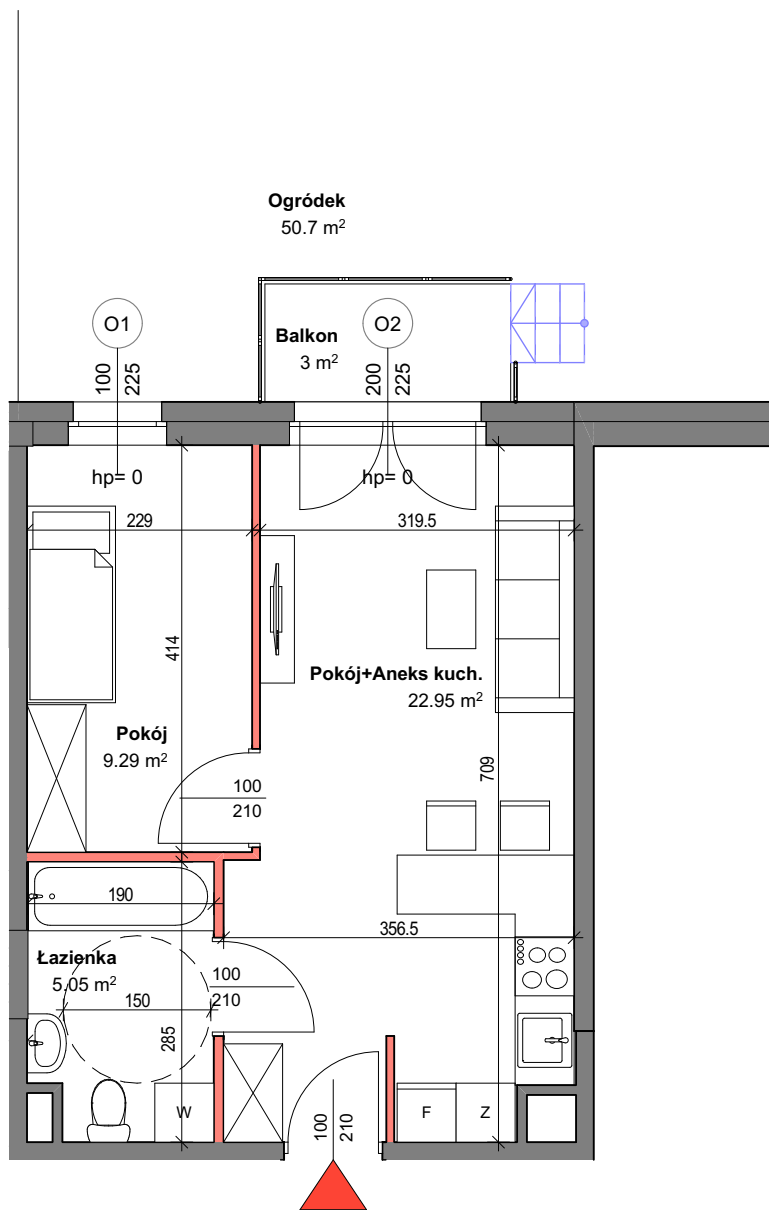 Ogródek
50.7 m²
O1
O2
Balkon
3 m²
100
225
200
225
hp= 0
hp= 0
229
319.5
414
Pokój+Aneks kuch.
22.95 m²
Pokój
9.29 m²
709
100
210
190
356.5
Łazienka
5.05 m²
100
210
150
285
W
F
Z
100
210